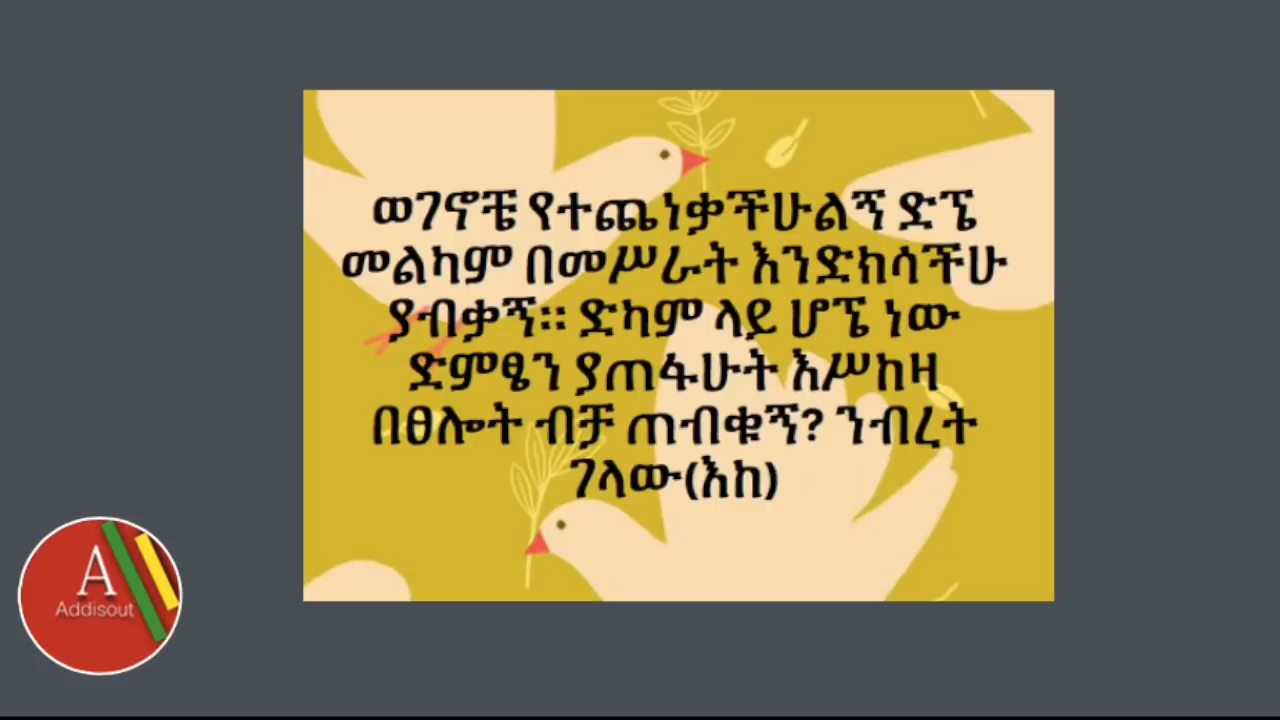 ወገኖቼ የተጨነቃችሁልኝ ድኜ
መልካም በመሥራት እንድክሳችሁ
ያብቃኝ። ድካም ላይ ሆኜ ነው
ድምፄን ያጠፋሁት እሥከዛ
በፀሎት ብቻ ጠብቁኝ? ንብረት
ገላው(እከ)
A
Addisout